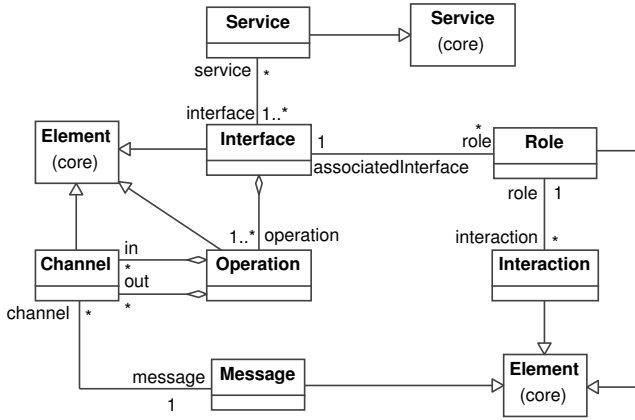 Service
Service
(core)
service
*
interface
1..*
Element
(core)
Interface
1
*
role
Role
associatedInterface
role
1
1..*
operation
interaction
*
Channel
in
*
out
*
Operation
Interaction
channel
*
message
1
Message
Element
(core)